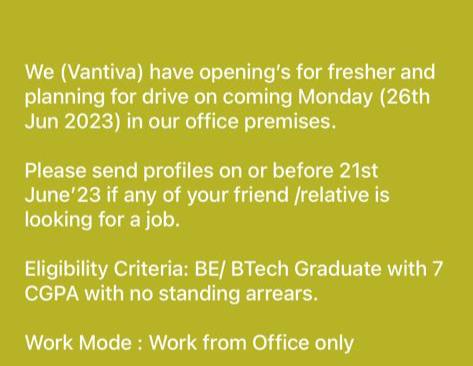 We (Vantiva) have opening's for fresher and
planning for drive on coming Monday (26th
Jun 2023) in our office premises.
Please send profiles on or before 21st
June'23 if any of your friend /relative is
looking for a job.
Eligibility Criteria: BE/ BTech Graduate with 7
CGPA with no standing arrears.
Work Mode : Work from Office only